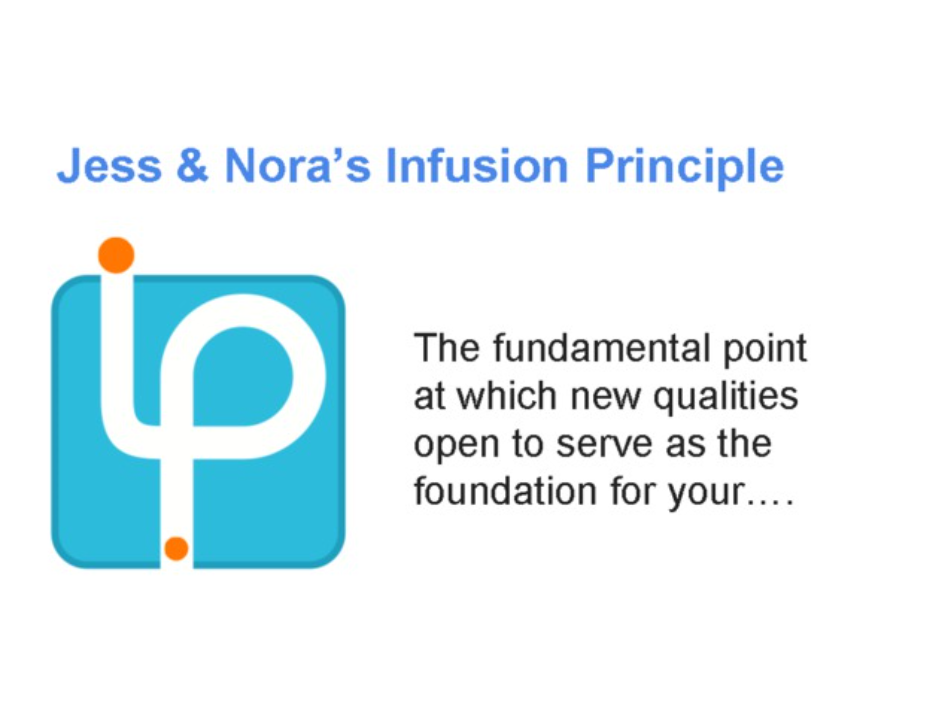 Jess & Nora’s Infusion Principle
ip
The fundamental point
at which new qualities
open to serve as the
foundation for your….